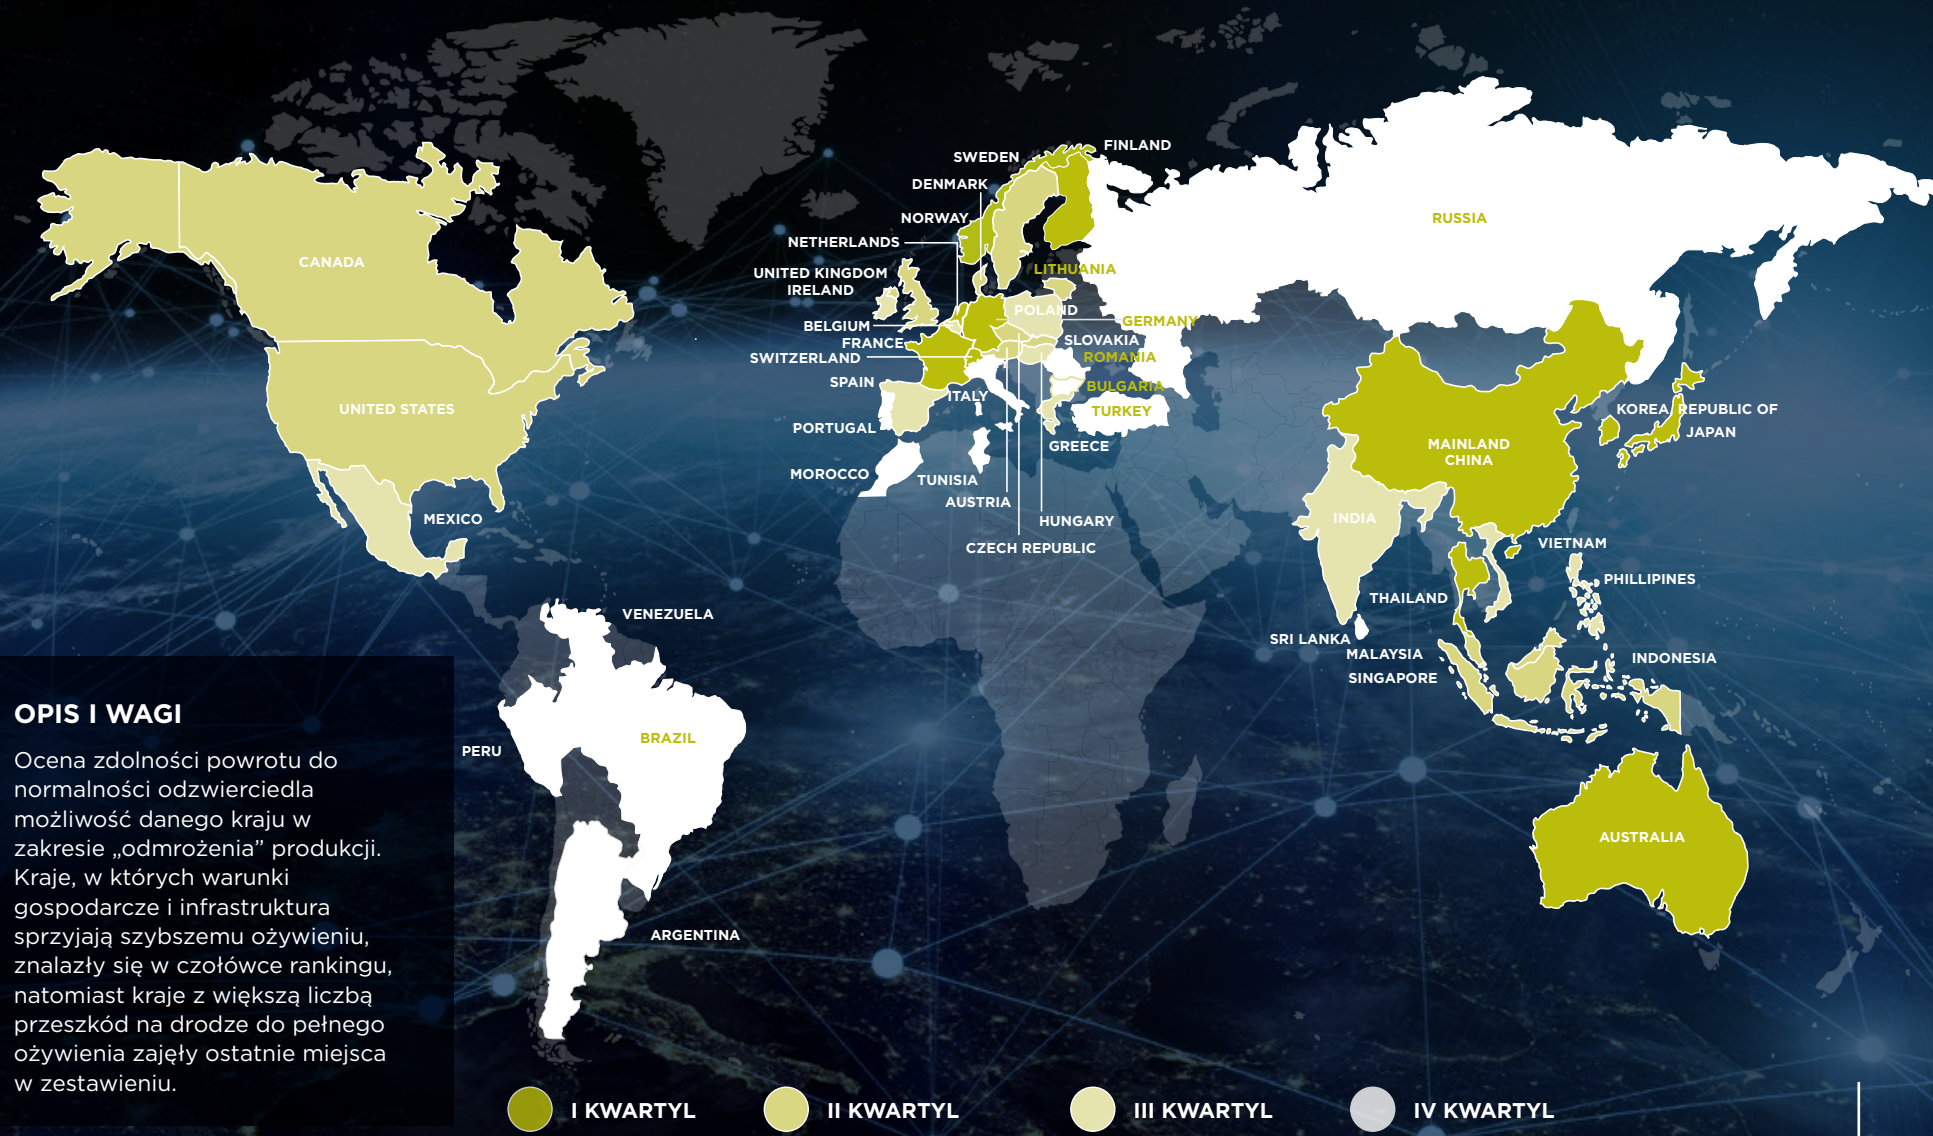 FINLAND
SWEDEN
DENMARK
NORWAY
NETHERLANDS
UNITED KINGDOM
IRELAND
LITHUANIA
POLAND
BELGIUM
GERMANY
FRANCE
SLOVAKIA
SWITZERLAND
ROMANIA
SPAIN
BULGARIA
ITALY
TURKEY
PORTUGAL
GREECE
MOROCCO
TUNISIA
AUSTRIA
HUNGARY
CZECH REPUBLIC
RUSSIA
CANADA
UNITED STATES
MEXICO
KOREA, REPUBLIC OF
JAPAN
MAINLAND
CHINA
INDIA
VIETNAM
PHILLIPINES
THAILAND
SRI LANKA
MALAYSIA
SINGAPORE
INDONESIA
AUSTRALIA
VENEZUELA
BRAZIL
PERU
ARGENTINA
OPIS I WAGI
Ocena zdolności powrotu do
normalności odzwierciedla
możliwość danego kraju w
zakresie „odmrożenia” produkcji.
Kraje, w których warunki
gospodarcze i infrastruktura
sprzyjają szybszemu ożywieniu,
znalazły się w czołówce rankingu,
natomiast kraje z większą liczbą
przeszkód na drodze do pełnego
ożywienia zajęły ostatnie miejsca
w zestawieniu.
I KWARTYL
II KWARTYL
III KWARTYL
IV KWARTYL